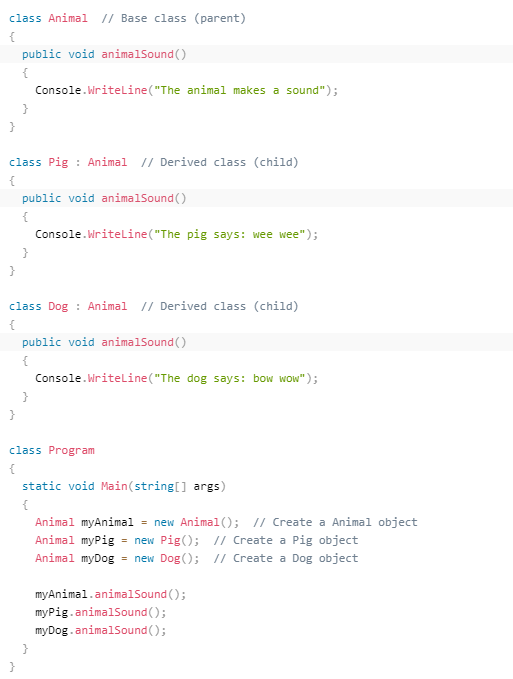 class Animal  // Base class (parent)
{
  public void animalSound()
  {
    Console.WriteLine("The animal makes a sound");
  }
}

class Pig : Animal  // Derived class (child)
{
  public void animalSound()
  {
    Console.WriteLine("The pig says: wee wee");
  }
}

class Dog : Animal  // Derived class (child)
{
  public void animalSound()
  {
    Console.WriteLine("The dog says: bow wow");
  }
}

class Program
{
  static void Main(string[] args)
  {
    Animal myAnimal = new Animal();  // Create a Animal object
    Animal myPig = new Pig();  // Create a Pig object
    Animal myDog = new Dog();  // Create a Dog object

    myAnimal.animalSound();
    myPig.animalSound();
    myDog.animalSound();
  }
}